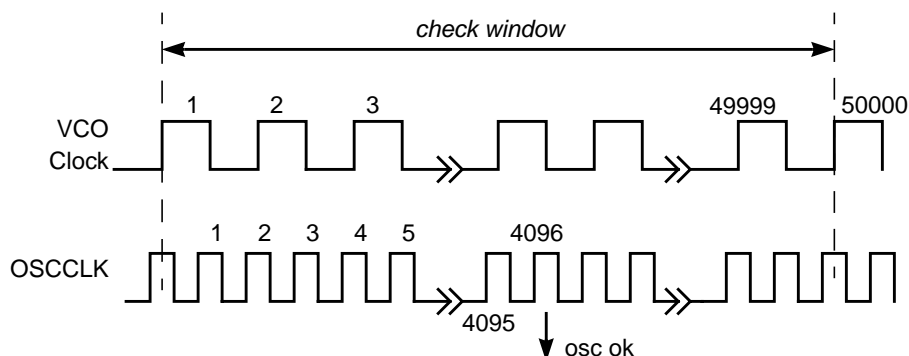 check window
1 2 3 49999 50000
VCO
Clock
1 2 3 4 5 4096
OSCCLK
4095
osc ok